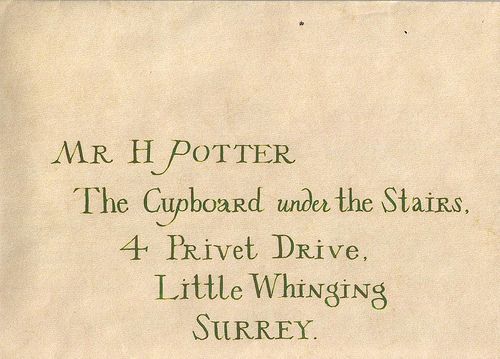 Mr H Potter
The Cupboard under the Stairs,
4 Privet Drive,
Little Whinging
Surrey.